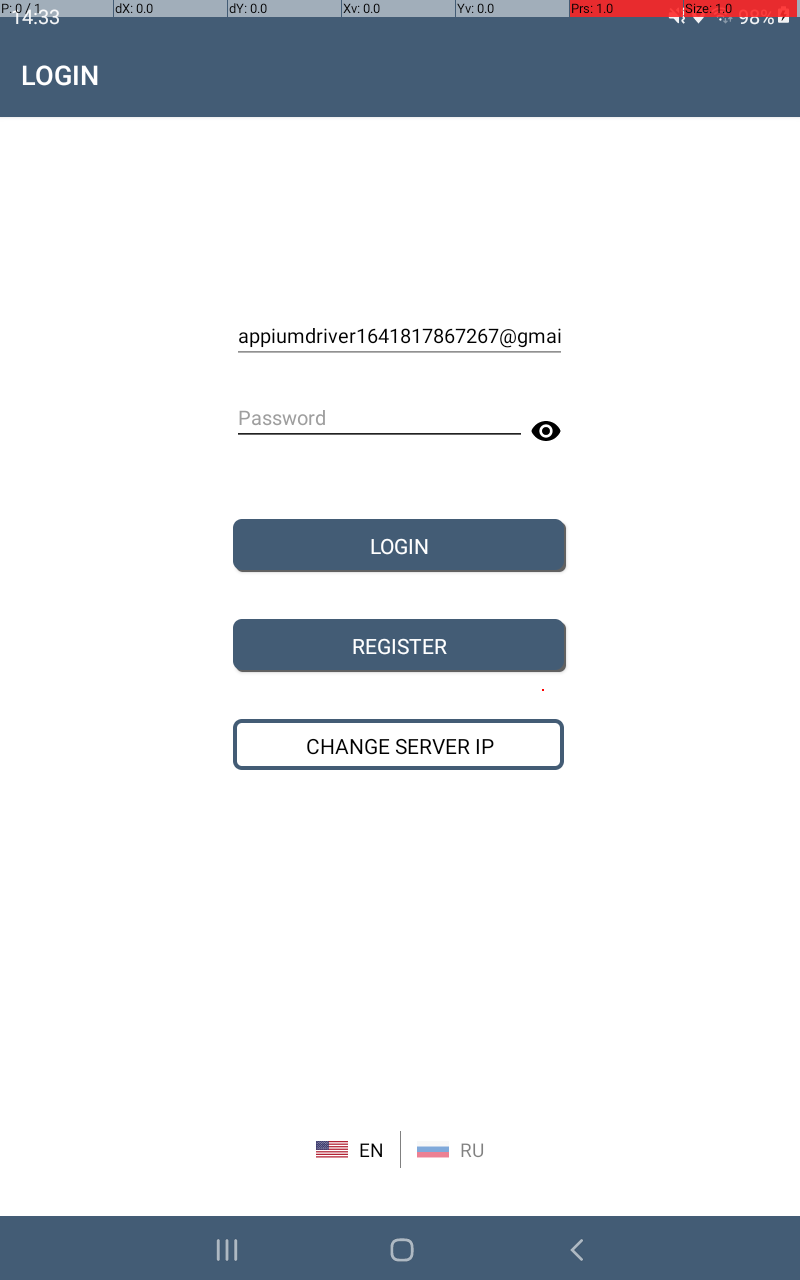 P: 0 / 1 dX: 0.0 dY: 0.0 Xv: 0.0 Yv: 0.0 Prs: 1.0 Size: 1.0
14:33 98%
LOGIN
appiumdriver1641817867267@gmai
Password
LOGIN
REGISTER
CHANGE SERVER IP
EN RU